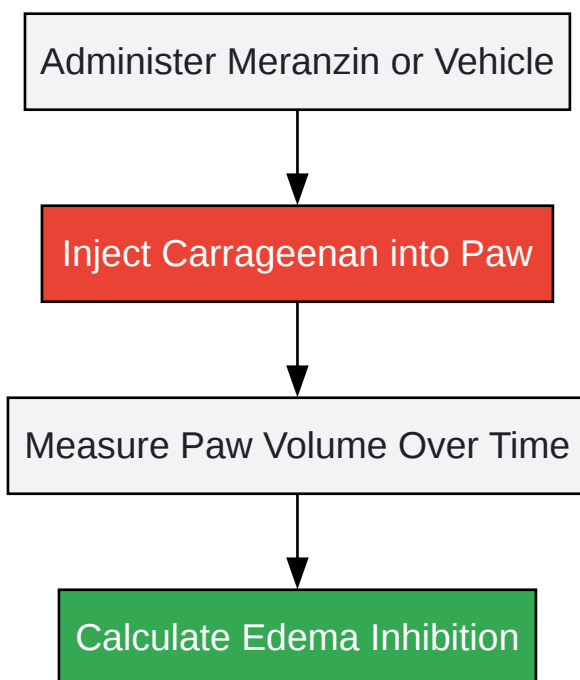 Administer Meranzin or Vehicle
Inject Carrageenan into Paw
Measure Paw Volume Over Time
Calculate Edema Inhibition